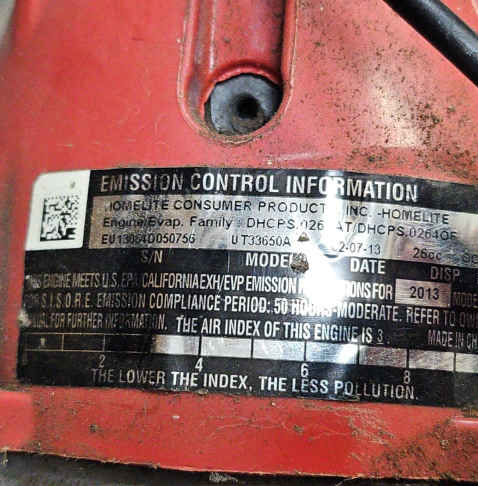 EMISSION CONTROL INFORMATION
HOMELITE CONSUMER PRODUCTS, INC. -HOMELITE
Engine/Evap. Family : DHCPS.026 AT/DHCPS.0264QF
EU13064D050756 UT33650A 2-07-13 26cc
S/N MODEL DATE DISP
ENGINE MEETS U.S. EPA, CALIFORNIA EXH/EVP EMISSION FOR 2013
S.I.S.O.R.E. EMISSION COMPLIANCE PERIOD: 50 HOURS-MODERATE. REFER TO
FOR FURTHER INFORMATION. THE AIR INDEX OF THIS ENGINE IS 3 MADE IN
2 4 6 8
THE LOWER THE INDEX, THE LESS POLLUTION.